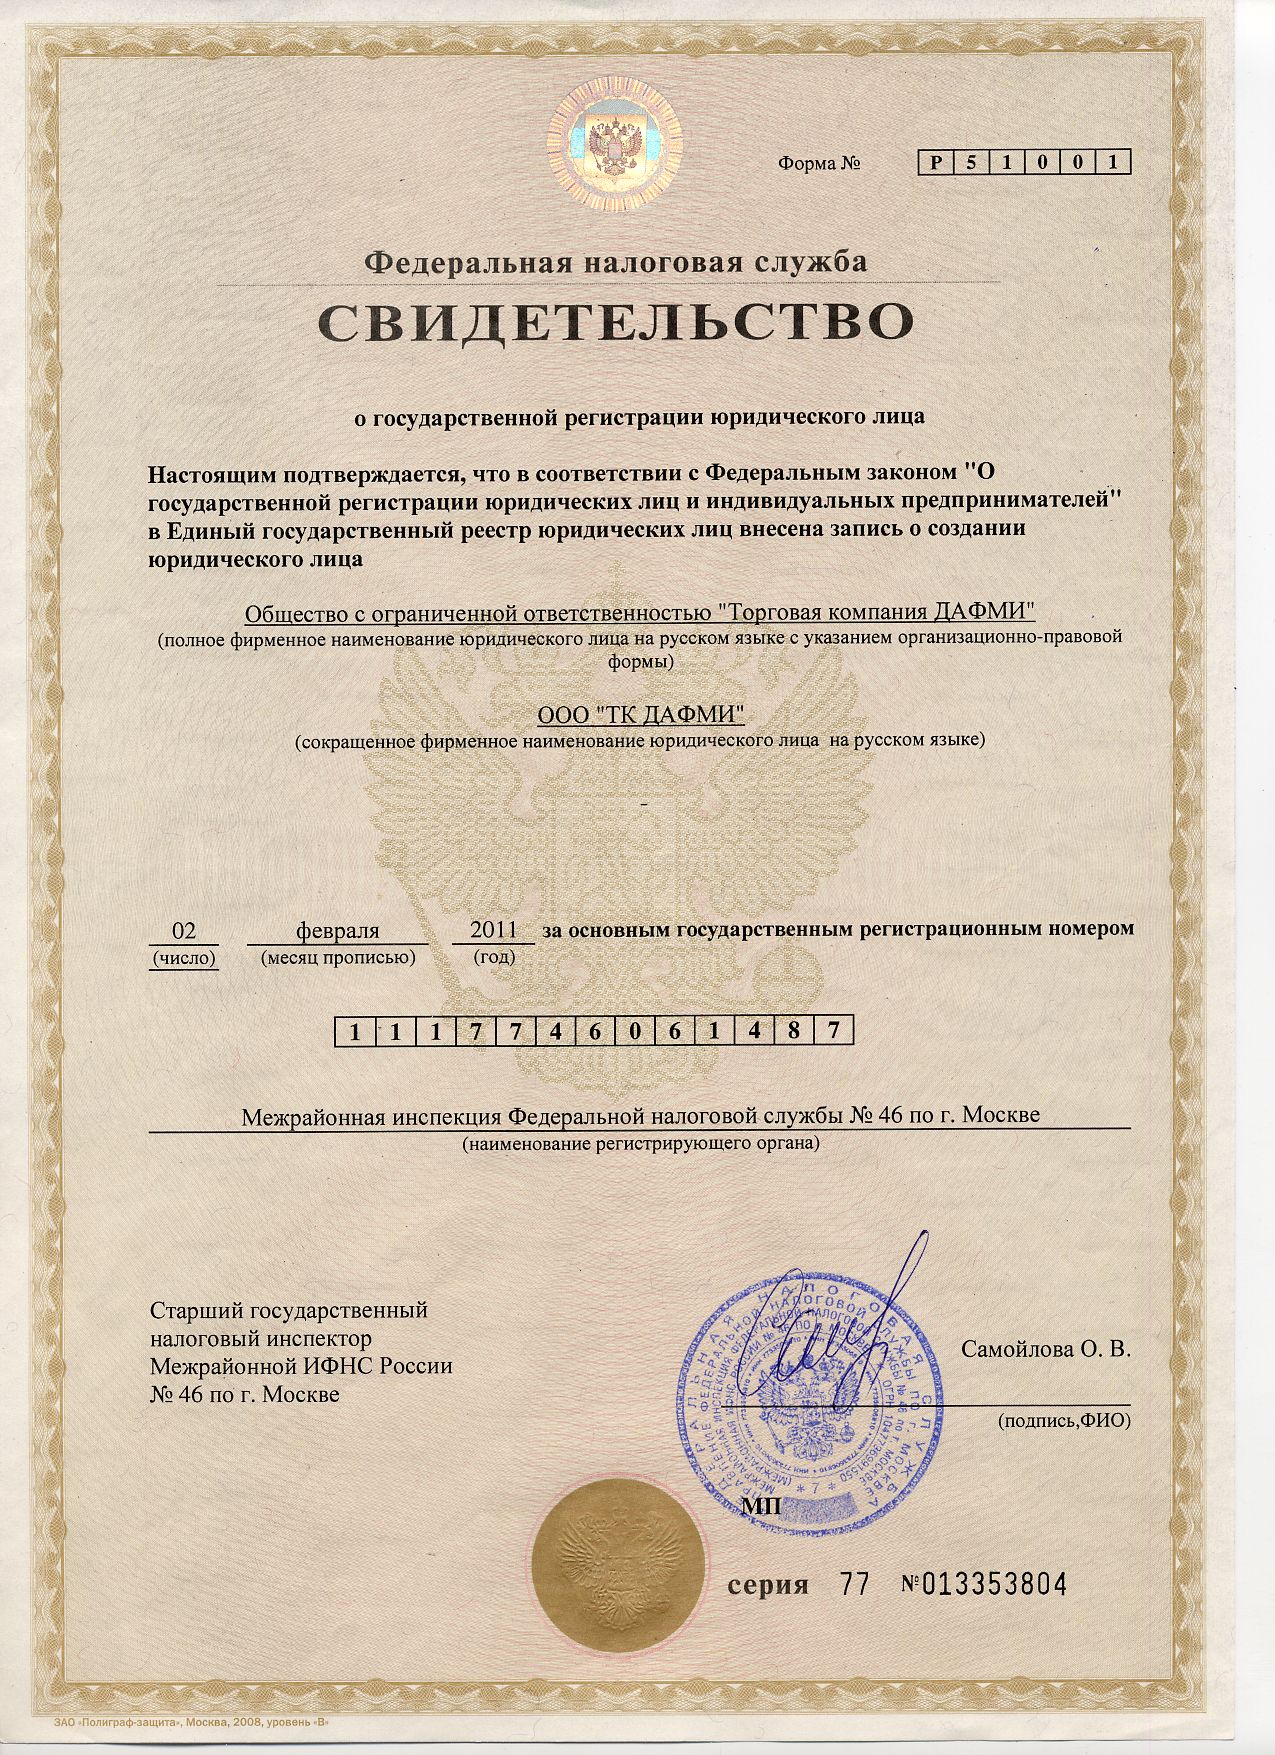 Форма № Р 5 1 0 0 1
Федеральная налоговая служба
СВИДЕТЕЛЬСТВО
о государственной регистрации юридического лица
Настоящим подтверждается, что в соответствии с Федеральным законом "О
государственной регистрации юридических лиц и индивидуальных предпринимателей"
в Единый государственный реестр юридических лиц внесена запись о создании
юридического лица
Общество с ограниченной ответственностью "Торговая компания ДАФМИ"
(полное фирменное наименование юридического лица на русском языке с указанием организационно-правовой
формы)
ООО "ТК ДАФМИ"
(сокращенное фирменное наименование юридического лица на русском языке)
-
02 февраля 2011 за основным государственным регистрационным номером
(число) (месяц прописью) (год)
1 1 1 7 7 4 6 0 6 1 4 8 7
Межрайонная инспекция Федеральной налоговой службы № 46 по г. Москве
(наименование регистрирующего органа)
Старший государственный
налоговый инспектор
Межрайонной ИФНС России
№ 46 по г. Москве
Самойлова О. В.
(подпись,ФИО)
ФЕДЕРАЛЬНАЯ НАЛОГОВАЯ СЛУЖБА
* 7 *
МП
серия 77 №013353804
ЗАО «Полиграф-защита», Москва, 2008, уровень «В»